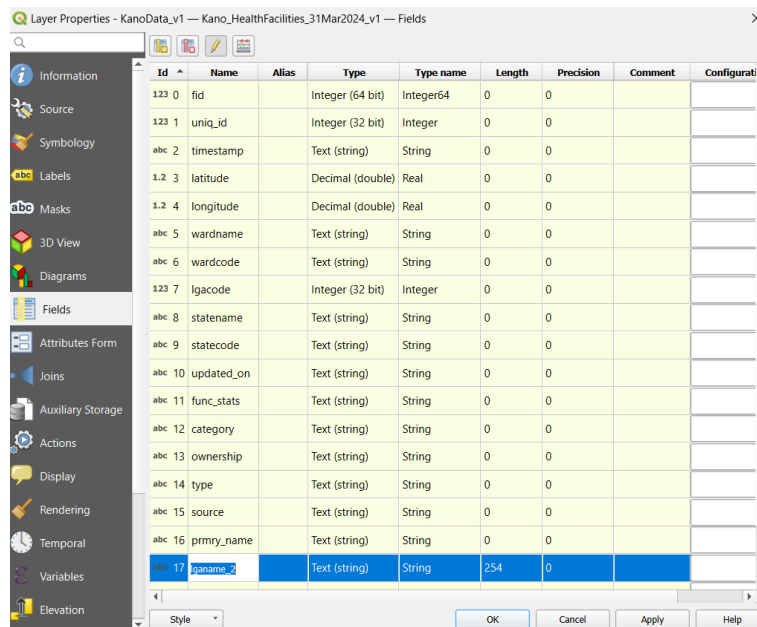 Layer Properties - KanoData_v1 — Kano_HealthFacilities_31Mar2024_v1 — Fields
Information
Source
Symbology
abc Labels
abc Masks
3D View
Diagrams
Fields
Attributes Form
Joins
Auxiliary Storage
Actions
Display
Rendering
Temporal
Variables
Elevation
Id Name Alias Type Type name Length Precision Comment Configurati
123 0 fid Integer (64 bit) Integer64 0 0
123 1 uniq_id Integer (32 bit) Integer 0 0
abc 2 timestamp Text (string) String 0 0
1.2 3 latitude Decimal (double) Real 0 0
1.2 4 longitude Decimal (double) Real 0 0
abc 5 wardname Text (string) String 0 0
abc 6 wardcode Text (string) String 0 0
123 7 lgacode Integer (32 bit) Integer 0 0
abc 8 statename Text (string) String 0 0
abc 9 statecode Text (string) String 0 0
abc 10 updated_on Text (string) String 0 0
abc 11 func_stats Text (string) String 0 0
abc 12 category Text (string) String 0 0
abc 13 ownership Text (string) String 0 0
abc 14 type Text (string) String 0 0
abc 15 source Text (string) String 0 0
abc 16 prmry_name Text (string) String 0 0
abc 17 lganame_2 Text (string) String 254 0
Style OK Cancel Apply Help